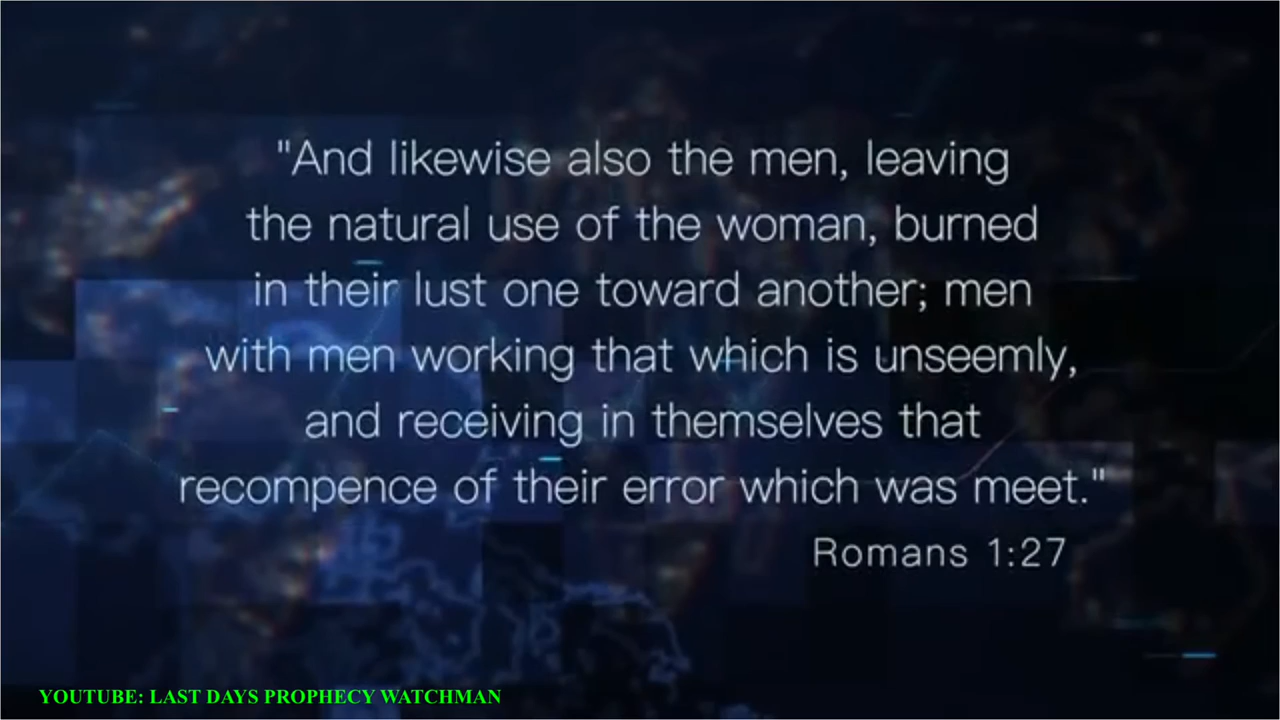 "And likewise also the men, leaving
the natural use of the woman, burned
in their lust one toward another; men
with men working that which is unseemly,
and receiving in themselves that
recompence of their error which was meet."
Romans 1:27
YOUTUBE: LAST DAYS PROPHECY WATCHMAN